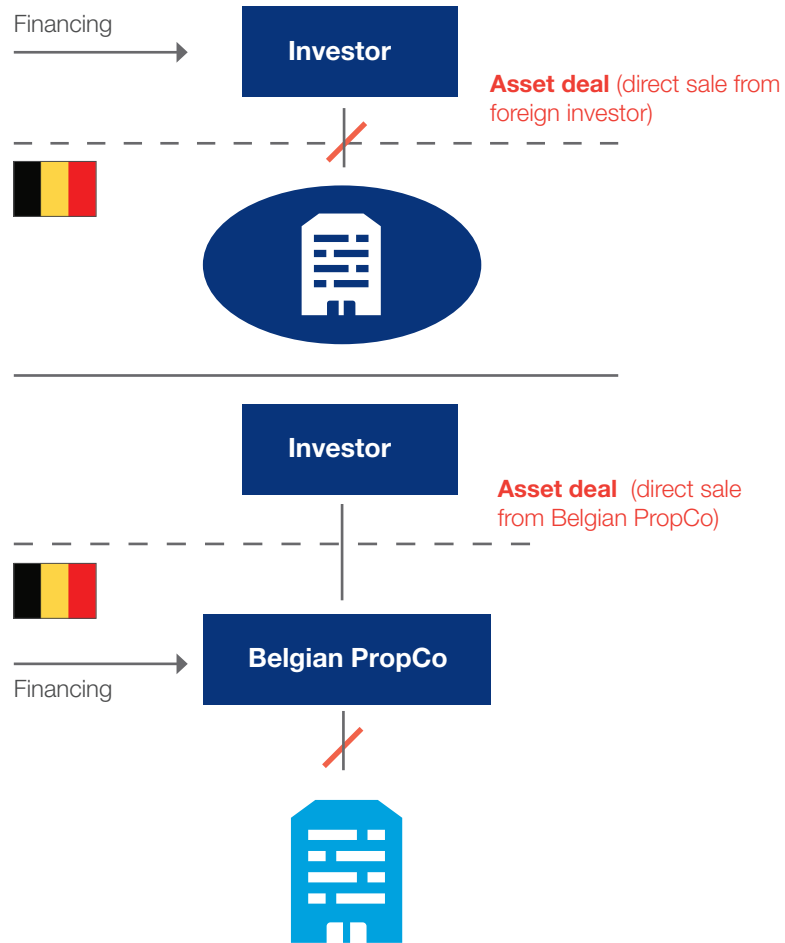 Financing
Investor
Asset deal (direct sale from
foreign investor)
Investor
Asset deal (direct sale
from Belgian PropCo)
Belgian PropCo
Financing